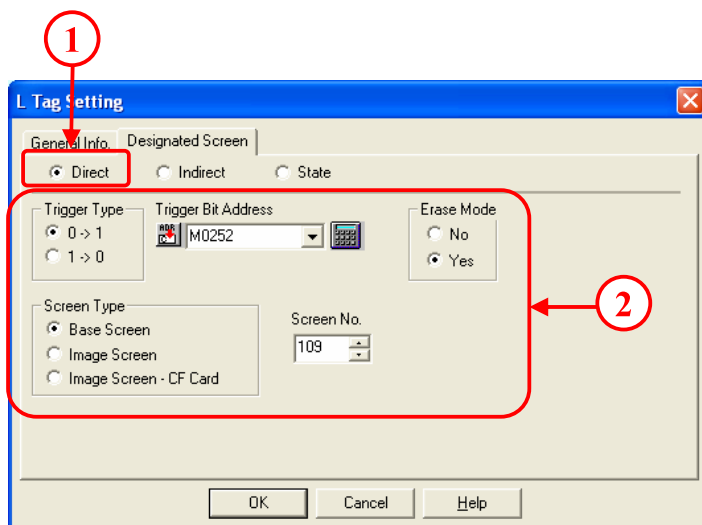 1
L Tag Setting
General Info. Designated Screen
Direct Indirect State
Trigger Type Trigger Bit Address Erase Mode
0 -> 1 ADR M0252 No
1 -> 0 Yes
2
Screen Type Screen No.
Base Screen
109
Image Screen
Image Screen - CF Card
OK Cancel Help